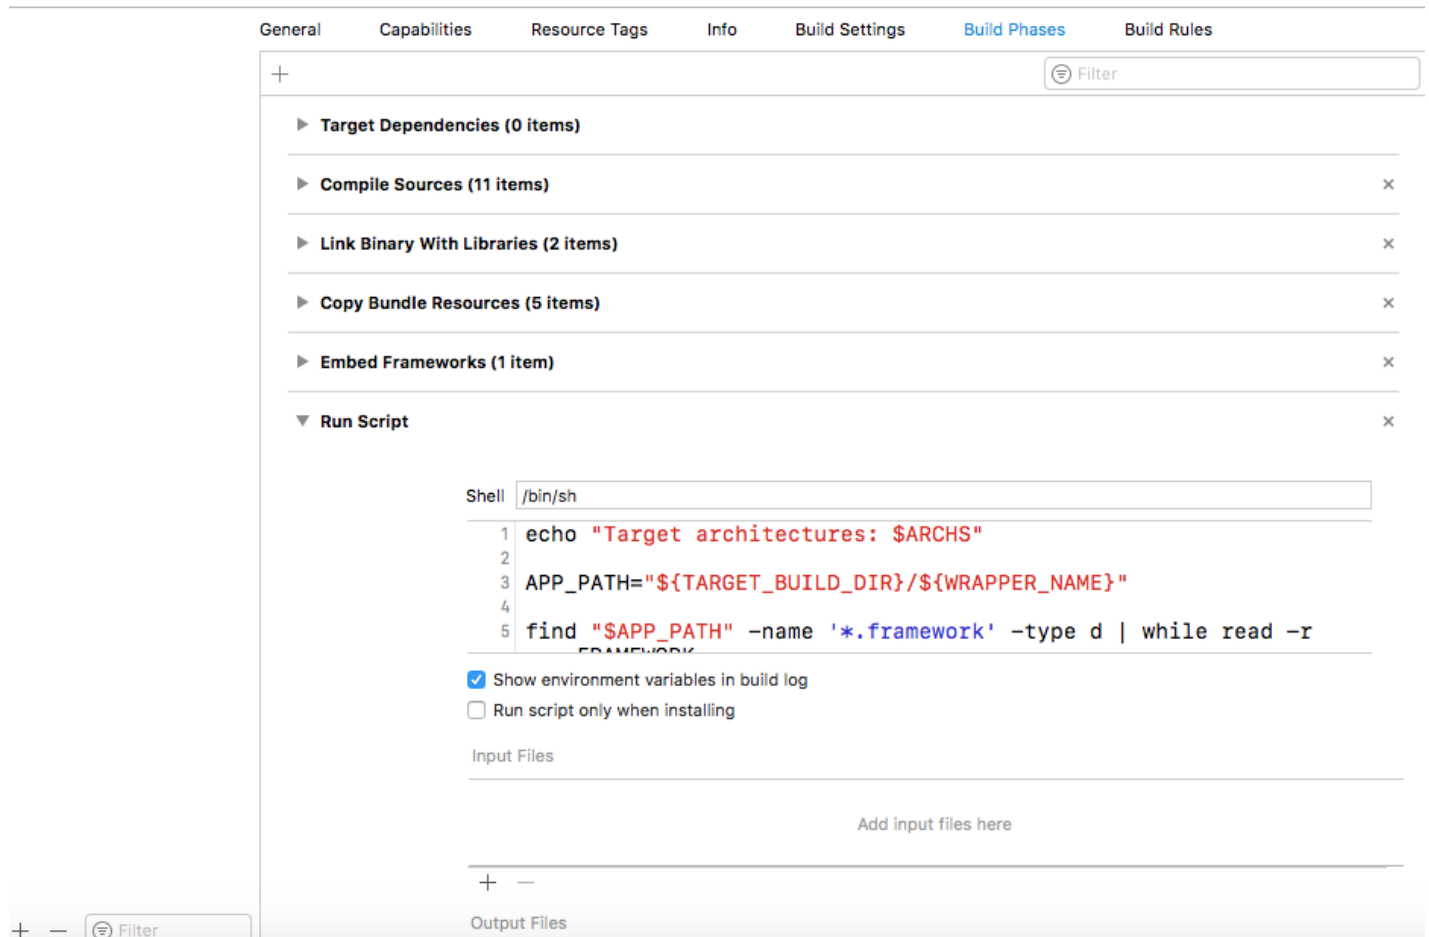 General Capabilities Resource Tags Info Build Settings Build Phases Build Rules
+ Filter
Target Dependencies (0 items)
Compile Sources (11 items) ×
Link Binary With Libraries (2 items) ×
Copy Bundle Resources (5 items) ×
Embed Frameworks (1 item) ×
Run Script ×
Shell /bin/sh
1 echo "Target architectures: $ARCHS"
2
3 APP_PATH="${TARGET_BUILD_DIR}/${WRAPPER_NAME}"
4
5 find "$APP_PATH" -name '*.framework' -type d | while read -r
FRAMEWORK
Show environment variables in build log
Run script only when installing
Input Files
Add input files here
+ −
Output Files
+ − Filter